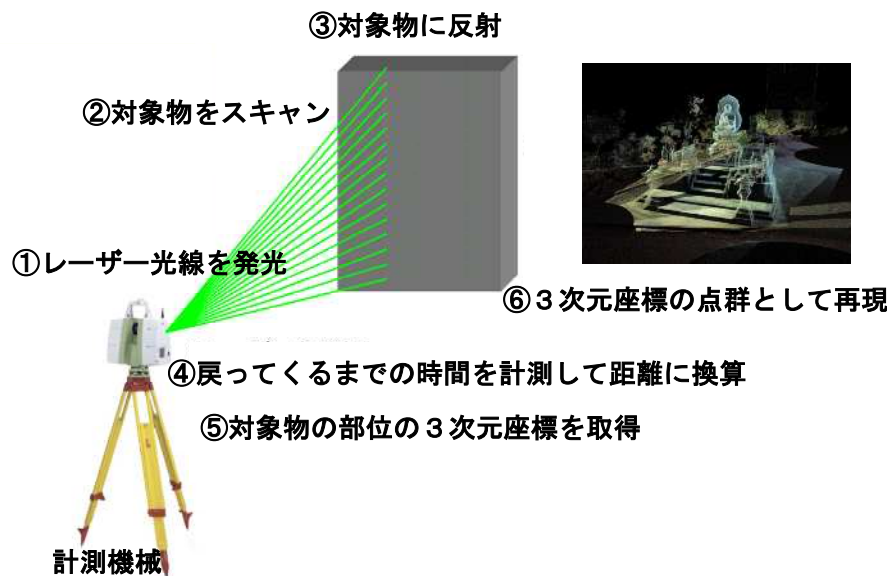 ③対象物に反射
②対象物をスキャン
①レーザー光線を発光
⑥３次元座標の点群として再現
④戻ってくるまでの時間を計測して距離に換算
⑤対象物の部位の３次元座標を取得
計測機械